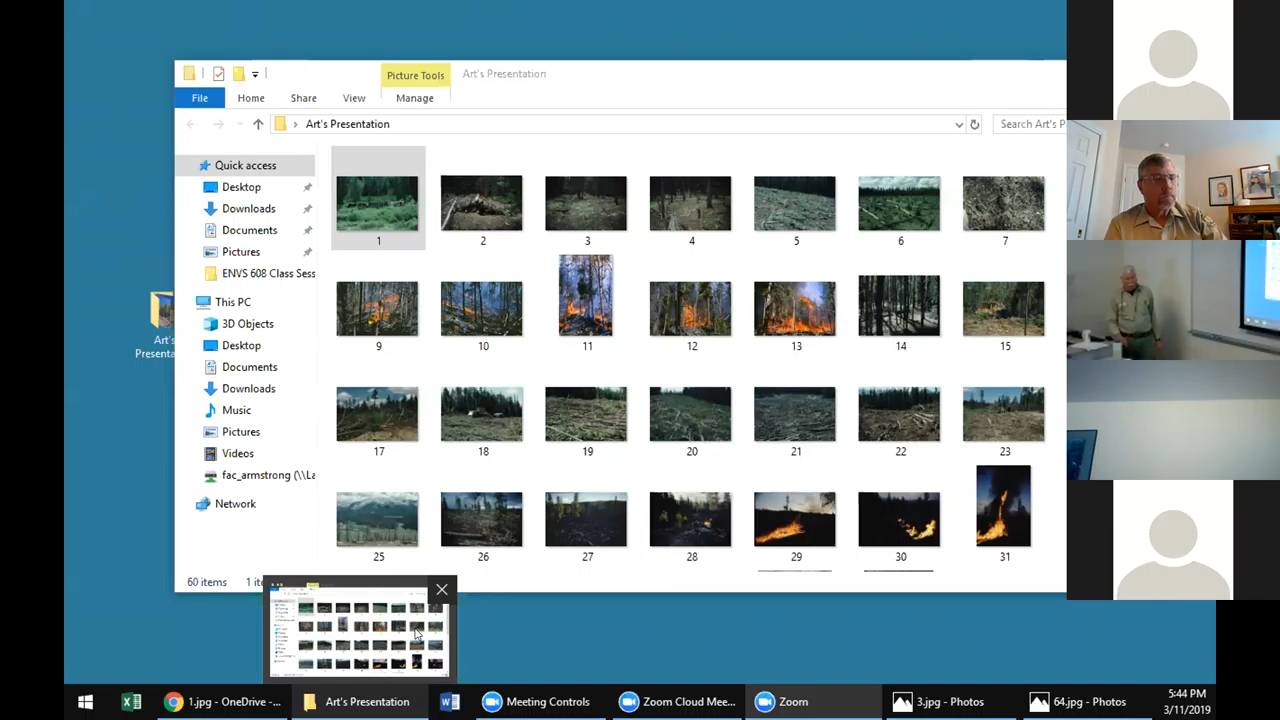 Picture Tools
Art's Presentation
File
Home
Share
View
Manage
Art's Presentation
Search Art's P
Quick access
Desktop
Downloads
Documents
Pictures
ENVS 608 Class Sess
This PC
3D Objects
Desktop
Documents
Downloads
Music
Pictures
Videos
fac_armstrong (\\La
Network
1
2
3
4
5
6
7
9
10
11
12
13
14
15
17
18
19
20
21
22
23
25
26
27
28
29
30
31
Art's
Presenta
60 items
1 ite
1.jpg - OneDrive -...
Art's Presentation
Meeting Controls
Zoom Cloud Mee...
Zoom
3.jpg - Photos
64.jpg - Photos
5:44 PM
3/11/2019